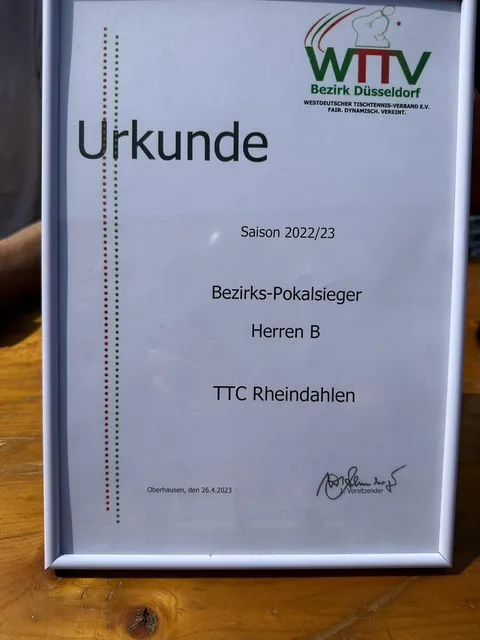 WTTV
Bezirk Düsseldorf
WESTDEUTSCHER TISCHTENNIS-VERBAND E.V.
FAIR. DYNAMISCH. VEREINT.
Urkunde
Saison 2022/23
Bezirks-Pokalsieger
Herren B
TTC Rheindahlen
Oberhausen, den 26.4.2023
Vorsitzender